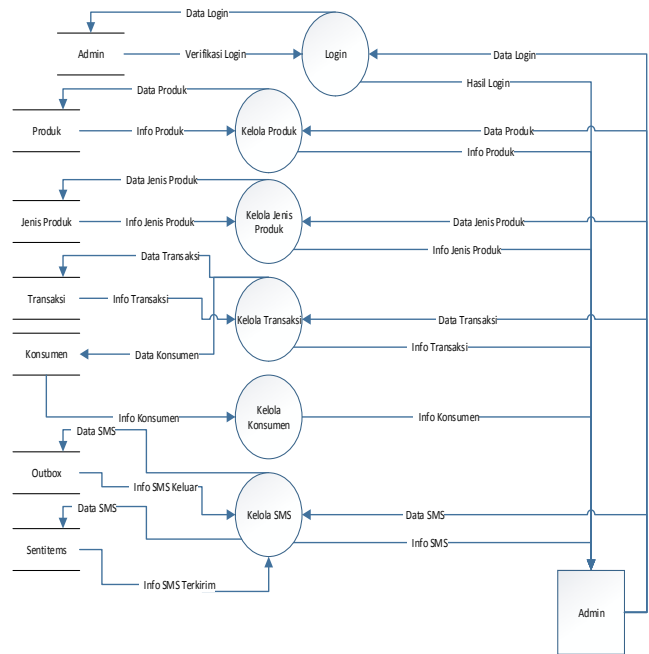 Data Login
Admin
Verifikasi Login
Login
Data Login
Hasil Login
Data Produk
Produk
Info Produk
Kelola Produk
Data Produk
Info Produk
Data Jenis Produk
Jenis Produk
Info Jenis Produk
Kelola Jenis
Produk
Data Jenis Produk
Info Jenis Produk
Data Transaksi
Transaksi
Info Transaksi
Kelola Transaksi
Data Transaksi
Info Transaksi
Konsumen
Data Konsumen
Info Konsumen
Kelola
Konsumen
Info Konsumen
Data SMS
Outbox
Info SMS Keluar
Data SMS
Kelola SMS
Data SMS
Info SMS
Sentitems
Info SMS Terkirim
Admin